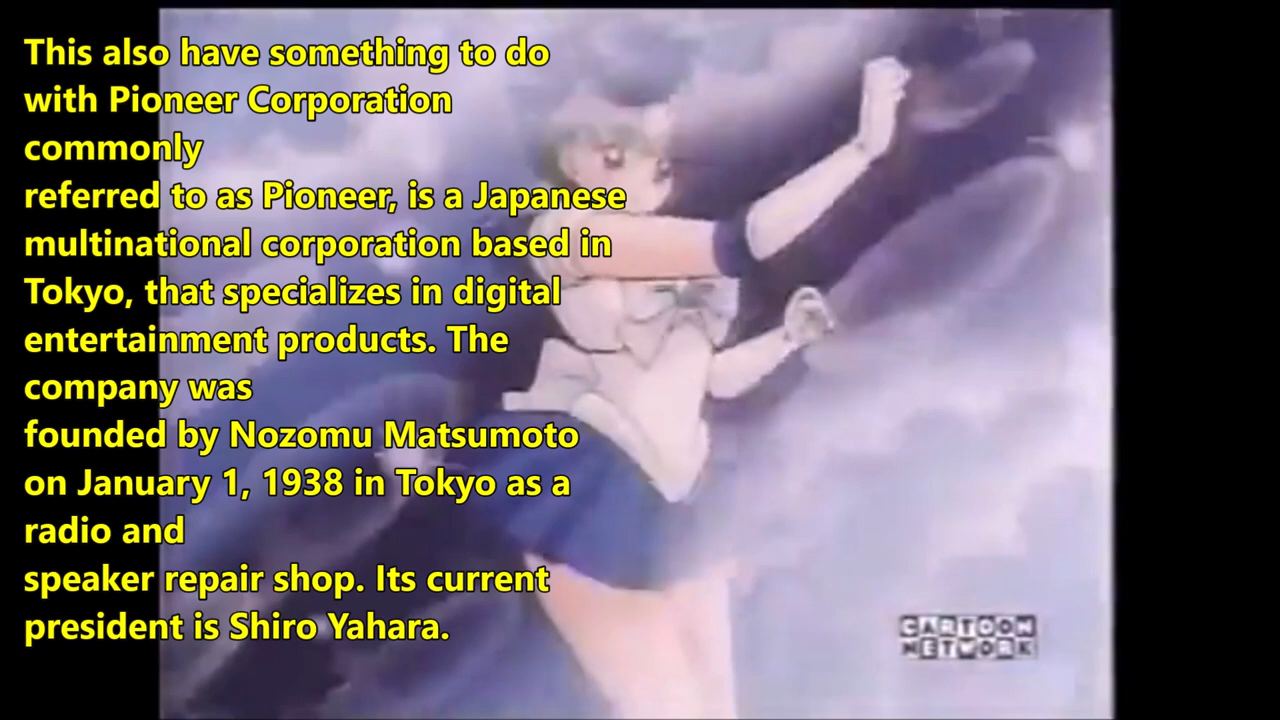 This also have something to do
with Pioneer Corporation
commonly
referred to as Pioneer, is a Japanese
multinational corporation based in
Tokyo, that specializes in digital
entertainment products. The
company was
founded by Nozomu Matsumoto
on January 1, 1938 in Tokyo as a
radio and
speaker repair shop. Its current
president is Shiro Yahara.
CARTOON
NETWORK